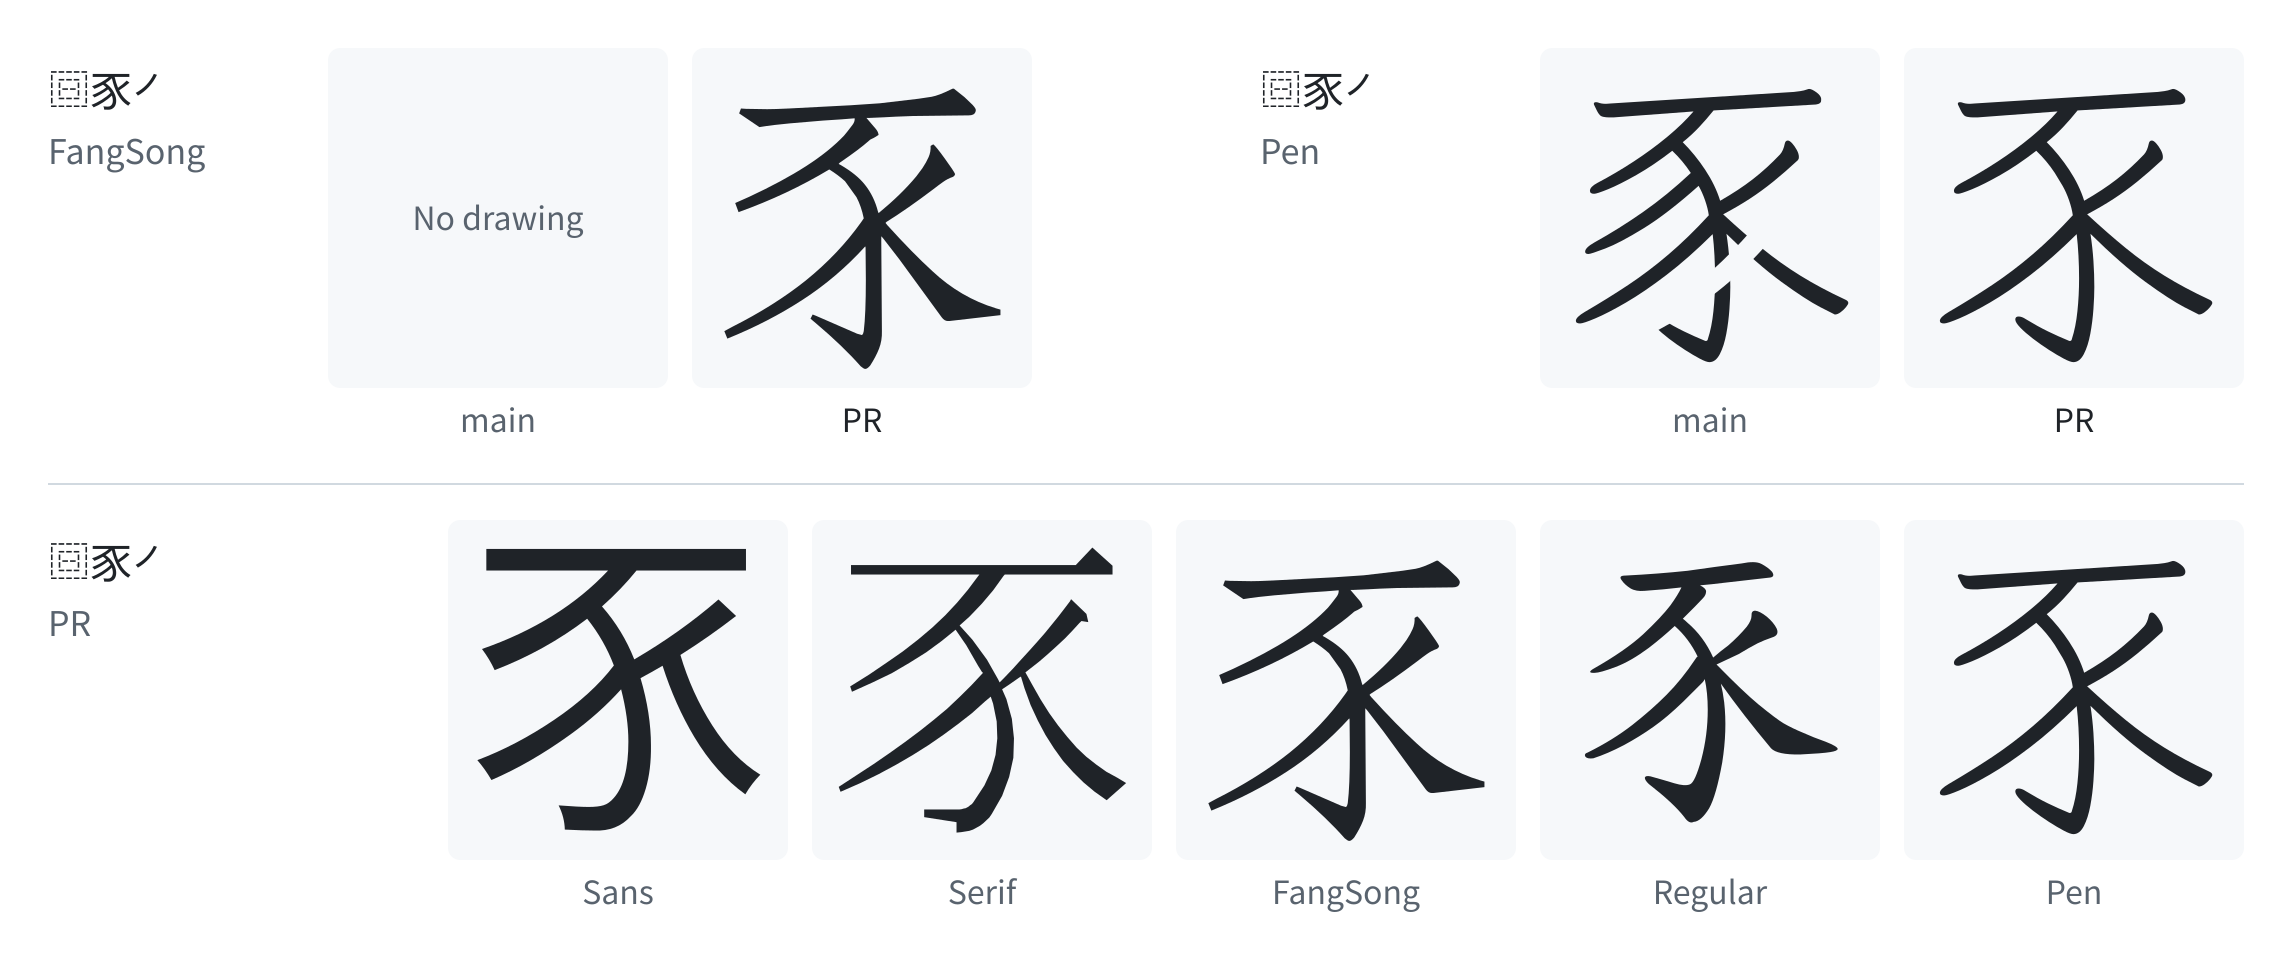 ㇯豕㇒
FangSong
No drawing
main
PR
㇯豕㇒
Pen
main
PR
㇯豕㇒
PR
Sans
Serif
FangSong
Regular
Pen